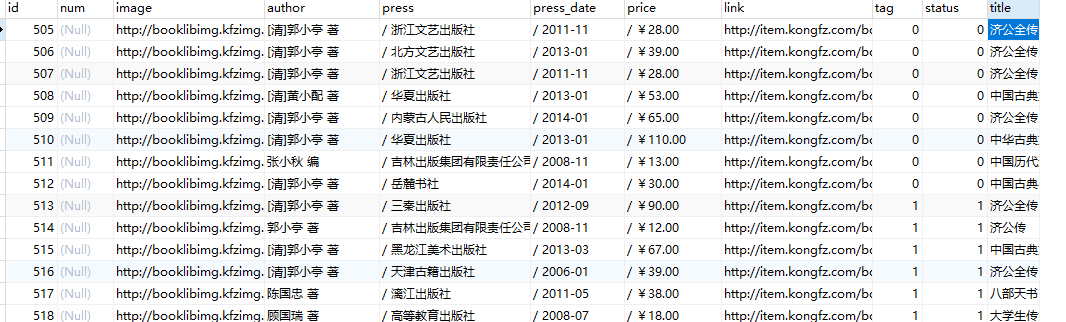 id num image author press press_date price link tag status title
505 (Null) http://booklibimg.kfzimg. [清]郭小亭 著 / 浙江文艺出版社 / 2011-11 / ￥28.00 http://item.kongfz.com/bo 0 0 济公全传
506 (Null) http://booklibimg.kfzimg. [清]郭小亭 著 / 北方文艺出版社 / 2013-01 / ￥39.00 http://item.kongfz.com/bo 0 0 济公全传
507 (Null) http://booklibimg.kfzimg. [清]郭小亭 著 / 浙江文艺出版社 / 2011-11 / ￥28.00 http://item.kongfz.com/bo 0 0 济公全传
508 (Null) http://booklibimg.kfzimg. [清]黄小配 著 / 华夏出版社 / 2013-01 / ￥53.00 http://item.kongfz.com/bo 0 0 中国古典
509 (Null) http://booklibimg.kfzimg. [清]郭小亭 著 / 内蒙古人民出版社 / 2014-01 / ￥65.00 http://item.kongfz.com/bo 0 0 济公全传
510 (Null) http://booklibimg.kfzimg. [清]郭小亭 著 / 华夏出版社 / 2013-01 / ￥110.00 http://item.kongfz.com/bo 0 0 中华古典
511 (Null) http://booklibimg.kfzimg. 张小秋 编 / 吉林出版集团有限责任公司 / 2008-11 / ￥13.00 http://item.kongfz.com/bo 0 0 中国历代
512 (Null) http://booklibimg.kfzimg. [清]郭小亭 著 / 岳麓书社 / 2014-01 / ￥30.00 http://item.kongfz.com/bo 0 0 中国古典
513 (Null) http://booklibimg.kfzimg. [清]郭小亭 著 / 三秦出版社 / 2012-09 / ￥90.00 http://item.kongfz.com/bo 1 1 济公全传
514 (Null) http://booklibimg.kfzimg. 郭小亭 著 / 吉林出版集团有限责任公司 / 2008-11 / ￥12.00 http://item.kongfz.com/bo 1 1 济公传
515 (Null) http://booklibimg.kfzimg. [清]郭小亭 著 / 黑龙江美术出版社 / 2013-03 / ￥67.00 http://item.kongfz.com/bo 1 1 中国古典
516 (Null) http://booklibimg.kfzimg. [清]郭小亭 著 / 天津古籍出版社 / 2006-01 / ￥39.00 http://item.kongfz.com/bo 1 1 济公全传
517 (Null) http://booklibimg.kfzimg. 陈国忠 著 / 漓江出版社 / 2011-05 / ￥38.00 http://item.kongfz.com/bo 1 1 八部天书
518 (Null) http://booklibimg.kfzimg. 顾国瑞 著 / 高等教育出版社 / 2008-07 / ￥18.00 http://item.kongfz.com/bo 1 1 大学生传